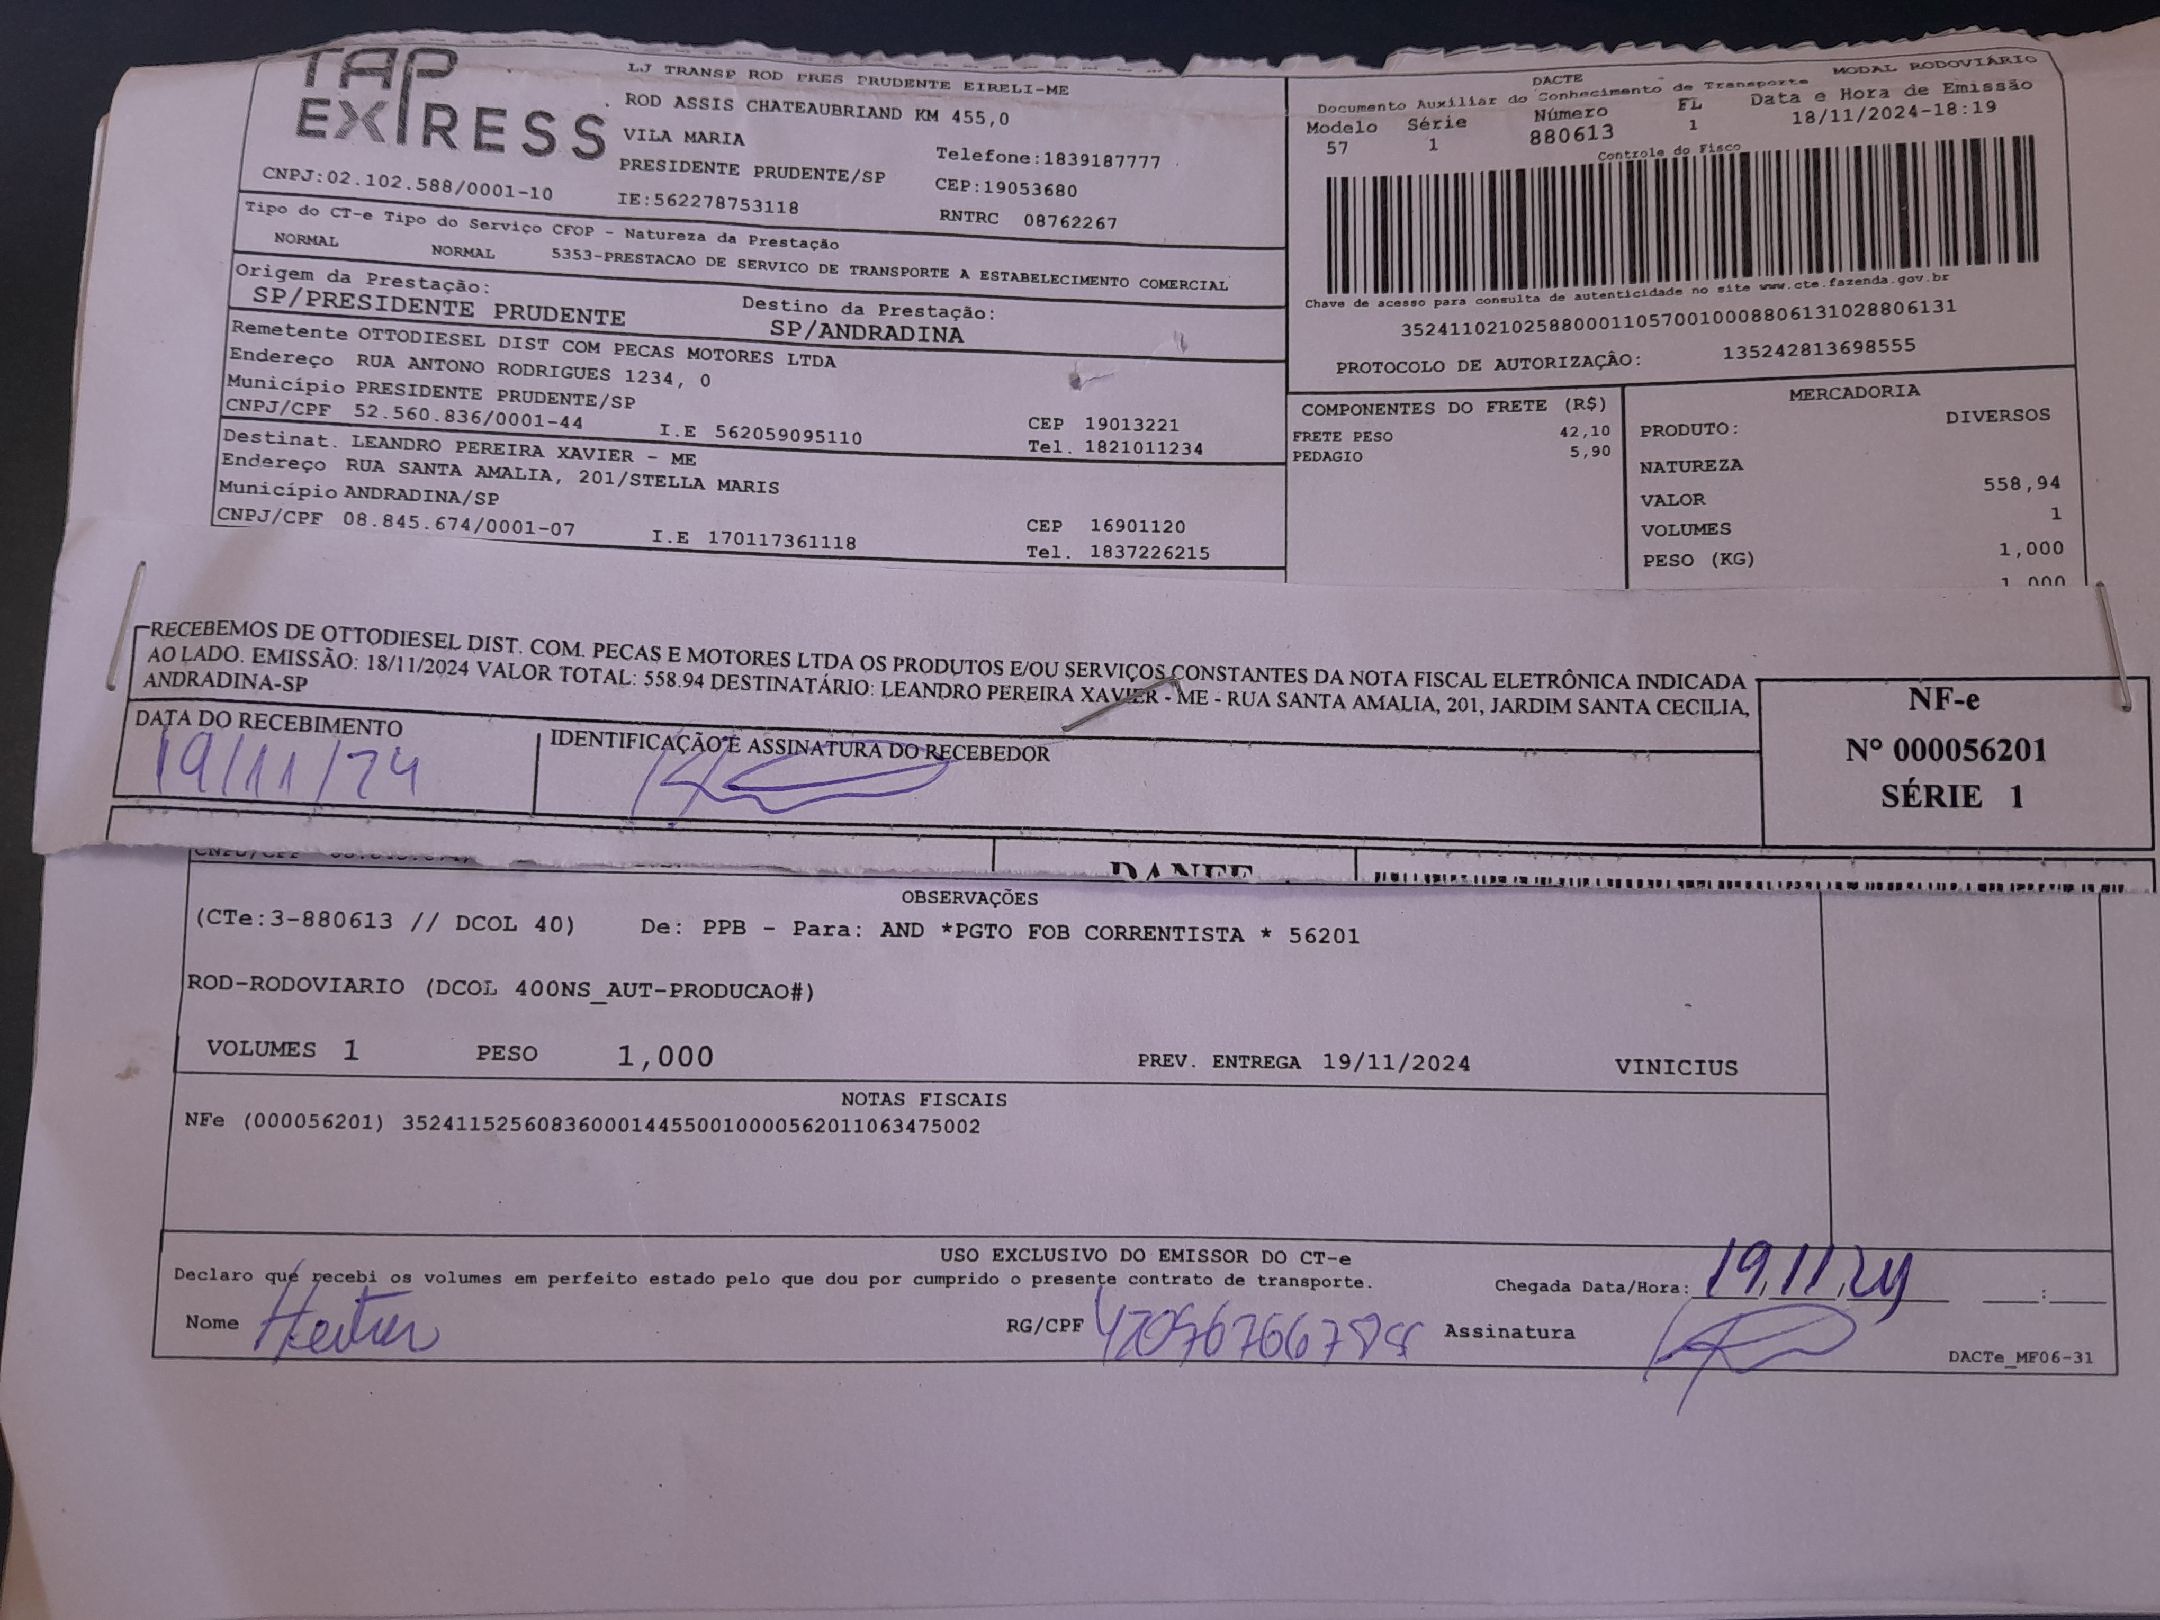 TAP EXPRESS
LJ TRANSP ROD PRES PRUDENTE EIRELI-ME
ROD ASSIS CHATEAUBRIAND KM 455,0
VILA MARIA
Telefone:1839187777
PRESIDENTE PRUDENTE/SP
CEP:19053680
CNPJ:02.102.588/0001-10
IE:562278753118
RNTRC 08762267
DACTE
MODAL RODOVIÁRIO
Documento Auxiliar do Conhecimento de Transporte
Modelo Série Número FL Data e Hora de Emissão
57 1 880613 1 18/11/2024-18:19
Controle do Fisco
Chave de acesso para consulta de autenticidade no site www.cte.fazenda.gov.br
35241102102588000110570010008806131028806131
PROTOCOLO DE AUTORIZAÇÂO: 135242813698555
Tipo do CT-e Tipo do Serviço CFOP - Natureza da Prestação
NORMAL NORMAL 5353-PRESTACAO DE SERVICO DE TRANSPORTE A ESTABELECIMENTO COMERCIAL
Origem da Prestação: Destino da Prestação:
SP/PRESIDENTE PRUDENTE SP/ANDRADINA
Remetente OTTODIESEL DIST COM PECAS MOTORES LTDA
Endereço RUA ANTONO RODRIGUES 1234, 0
Município PRESIDENTE PRUDENTE/SP CEP 19013221
CNPJ/CPF 52.560.836/0001-44 I.E 562059095110 Tel. 1821011234
Destinat. LEANDRO PEREIRA XAVIER - ME
Endereço RUA SANTA AMALIA, 201/STELLA MARIS
Município ANDRADINA/SP CEP 16901120
CNPJ/CPF 08.845.674/0001-07 I.E 170117361118 Tel. 1837226215
COMPONENTES DO FRETE (R$)
FRETE PESO 42,10
PEDAGIO 5,90
MERCADORIA
PRODUTO: DIVERSOS
NATUREZA
VALOR 558,94
VOLUMES 1
PESO (KG) 1,000
1,000
RECEBEMOS DE OTTODIESEL DIST. COM. PECAS E MOTORES LTDA OS PRODUTOS E/OU SERVIÇOS CONSTANTES DA NOTA FISCAL ELETRÔNICA INDICADA
AO LADO. EMISSÃO: 18/11/2024 VALOR TOTAL: 558.94 DESTINATÁRIO: LEANDRO PEREIRA XAVIER - ME - RUA SANTA AMALIA, 201, JARDIM SANTA CECILIA,
ANDRADINA-SP
DATA DO RECEBIMENTO
19/11/24
IDENTIFICAÇÃO E ASSINATURA DO RECEBEDOR
NF-e
Nº 000056201
SÉRIE 1
DANFE
OBSERVAÇÕES
(CTe:3-880613 // DCOL 40) De: PPB - Para: AND *PGTO FOB CORRENTISTA * 56201
ROD-RODOVIARIO (DCOL 400NS_AUT-PRODUCAO#)
VOLUMES 1 PESO 1,000 PREV. ENTREGA 19/11/2024 VINICIUS
NOTAS FISCAIS
NFe (000056201) 35241152560836000144550010000562011063475002
USO EXCLUSIVO DO EMISSOR DO CT-e
Declaro que recebi os volumes em perfeito estado pelo que dou por cumprido o presente contrato de transporte.
Chegada Data/Hora: 19,11,24 :
Nome Heitor RG/CPF Assinatura
DACTe_MF06-31